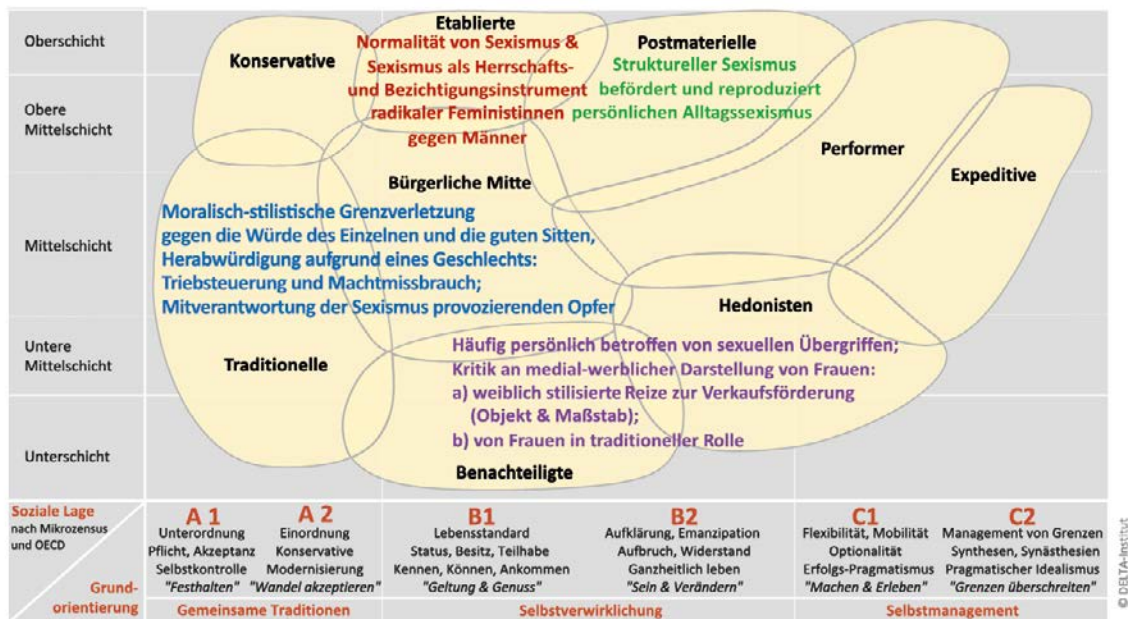 Oberschicht
Obere
Mittelschicht
Mittelschicht
Untere
Mittelschicht
Unterschicht
Konservative
Etablierte
Normalität von Sexismus &
Sexismus als Herrschafts-
und Bezichtigungsinstrument
radikaler Feministinnen
gegen Männer
Postmaterielle
Struktureller Sexismus
befördert und reproduziert
persönlichen Alltagssexismus
Performer
Expeditive
Bürgerliche Mitte
Moralisch-stilistische Grenzverletzung
gegen die Würde des Einzelnen und die guten Sitten,
Herabwürdigung aufgrund eines Geschlechts:
Triebsteuerung und Machtmissbrauch;
Mitverantwortung der Sexismus provozierenden Opfer
Hedonisten
Traditionelle
Häufig persönlich betroffen von sexuellen Übergriffen;
Kritik an medial-werblicher Darstellung von Frauen:
a) weiblich stilisierte Reize zur Verkaufsförderung
(Objekt & Maßstab);
b) von Frauen in traditioneller Rolle
Benachteiligte
Soziale Lage
nach Mikrozensus
und OECD
Grund-
orientierung
A 1
Unterordnung
Pflicht, Akzeptanz
Selbstkontrolle
"Festhalten"
A 2
Einordnung
Konservative
Modernisierung
"Wandel akzeptieren"
B1
Lebensstandard
Status, Besitz, Teilhabe
Kennen, Können, Ankommen
"Geltung & Genuss"
B2
Aufklärung, Emanzipation
Aufbruch, Widerstand
Ganzheitlich leben
"Sein & Verändern"
C1
Flexibilität, Mobilität
Optionalität
Erfolgs-Pragmatismus
"Machen & Erleben"
C2
Management von Grenzen
Synthesen, Synästhesien
Pragmatischer Idealismus
"Grenzen überschreiten"
Gemeinsame Traditionen
Selbstverwirklichung
Selbstmanagement
© DELTA-Institut